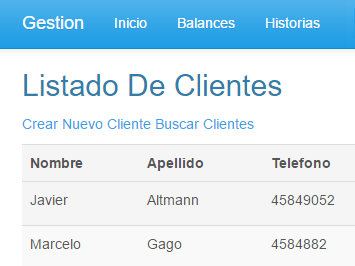 Gestion Inicio Balances Historias
Listado De Clientes
Crear Nuevo Cliente Buscar Clientes
Nombre Apellido Telefono
Javier Altmann 45849052
Marcelo Gago 4584882